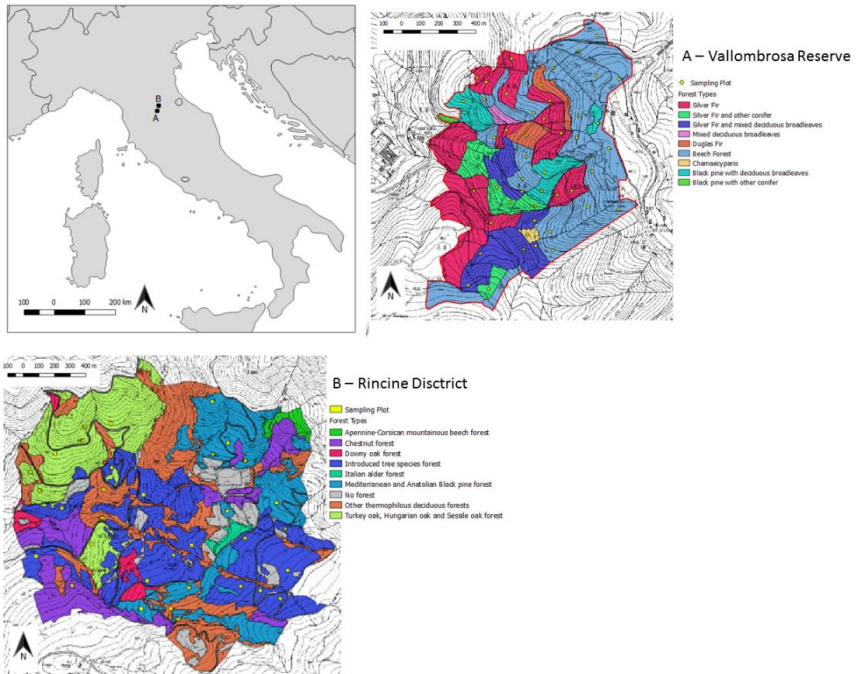 B
A
100 0 100 200 km
N
100 0 100 200 300 400 m
N
A – Vallombrosa Reserve
Sampling Plot
Forest Types
Silver Fir
Silver Fir and other conifer
Silver Fir and mixed deciduous broadleaves
Mixed deciduous broadleaves
Duglas Fir
Beech Forest
Chamaecyparis
Black pine with deciduous broadleaves
Black pine with other conifer
100 0 100 200 300 400 m
N
B – Rincine Disctrict
Sampling Plot
Forest Types
Apennine-Corsican mountainous beech forest
Chestnut forest
Downy oak forest
Introduced tree species forest
Italian alder forest
Mediterranean and Anatolian Black pine forest
No forest
Other thermophilous deciduous forests
Turkey oak, Hungarian oak and Sessile oak forest